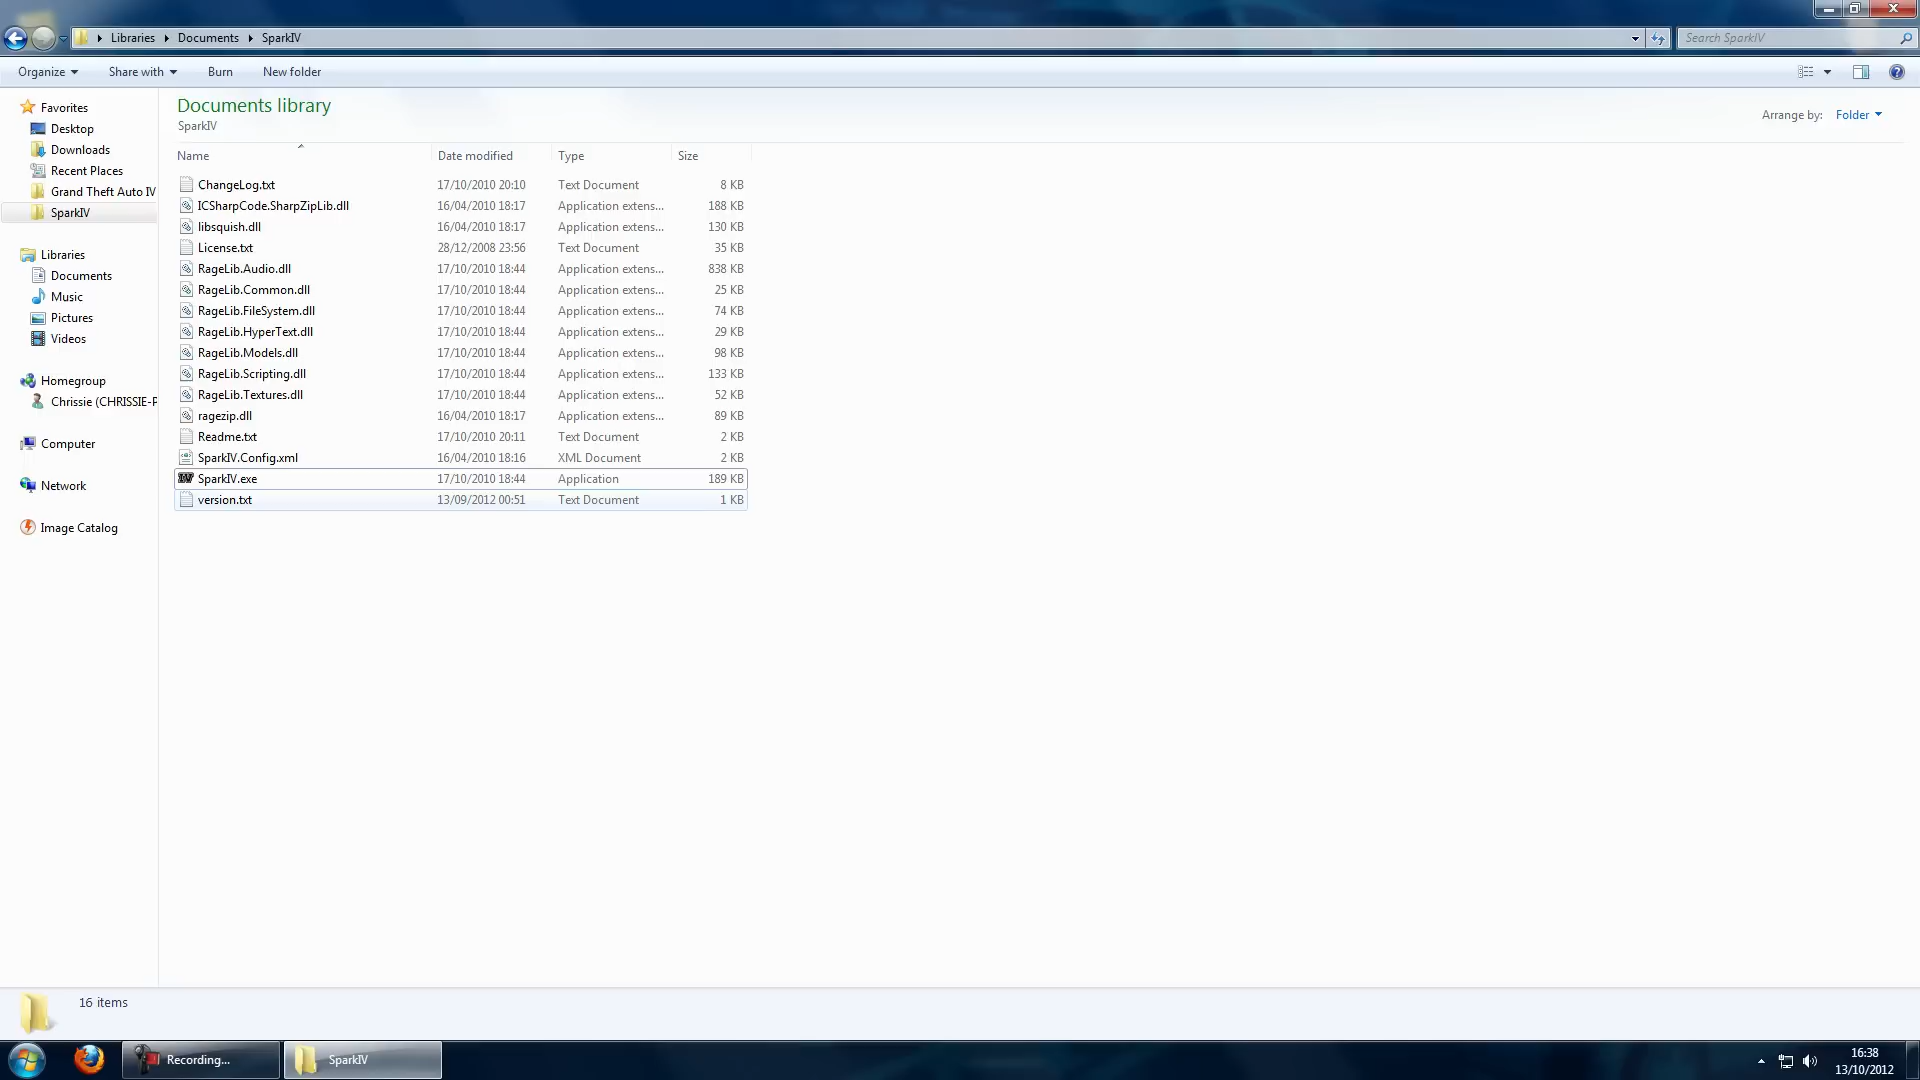 Libraries Documents SparkIV
Search SparkIV
Organize Share with Burn New folder
Documents library
SparkIV
Arrange by: Folder
Favorites
Desktop
Downloads
Recent Places
Grand Theft Auto IV
SparkIV
Libraries
Documents
Music
Pictures
Videos
Homegroup
Chrissie (CHRISSIE-P
Computer
Network
Image Catalog
Name Date modified Type Size
ChangeLog.txt 17/10/2010 20:10 Text Document 8 KB
ICSharpCode.SharpZipLib.dll 16/04/2010 18:17 Application extens... 188 KB
libsquish.dll 16/04/2010 18:17 Application extens... 130 KB
License.txt 28/12/2008 23:56 Text Document 35 KB
RageLib.Audio.dll 17/10/2010 18:44 Application extens... 838 KB
RageLib.Common.dll 17/10/2010 18:44 Application extens... 25 KB
RageLib.FileSystem.dll 17/10/2010 18:44 Application extens... 74 KB
RageLib.HyperText.dll 17/10/2010 18:44 Application extens... 29 KB
RageLib.Models.dll 17/10/2010 18:44 Application extens... 98 KB
RageLib.Scripting.dll 17/10/2010 18:44 Application extens... 133 KB
RageLib.Textures.dll 17/10/2010 18:44 Application extens... 52 KB
ragezip.dll 16/04/2010 18:17 Application extens... 89 KB
Readme.txt 17/10/2010 20:11 Text Document 2 KB
SparkIV.Config.xml 16/04/2010 18:16 XML Document 2 KB
SparkIV.exe 17/10/2010 18:44 Application 189 KB
version.txt 13/09/2012 00:51 Text Document 1 KB
16 items
Recording... SparkIV
16:38
13/10/2012